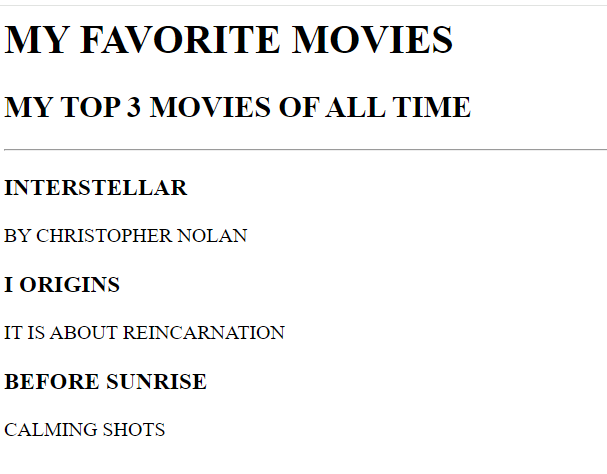 MY FAVORITE MOVIES
MY TOP 3 MOVIES OF ALL TIME
INTERSTELLAR
BY CHRISTOPHER NOLAN
I ORIGINS
IT IS ABOUT REINCARNATION
BEFORE SUNRISE
CALMING SHOTS